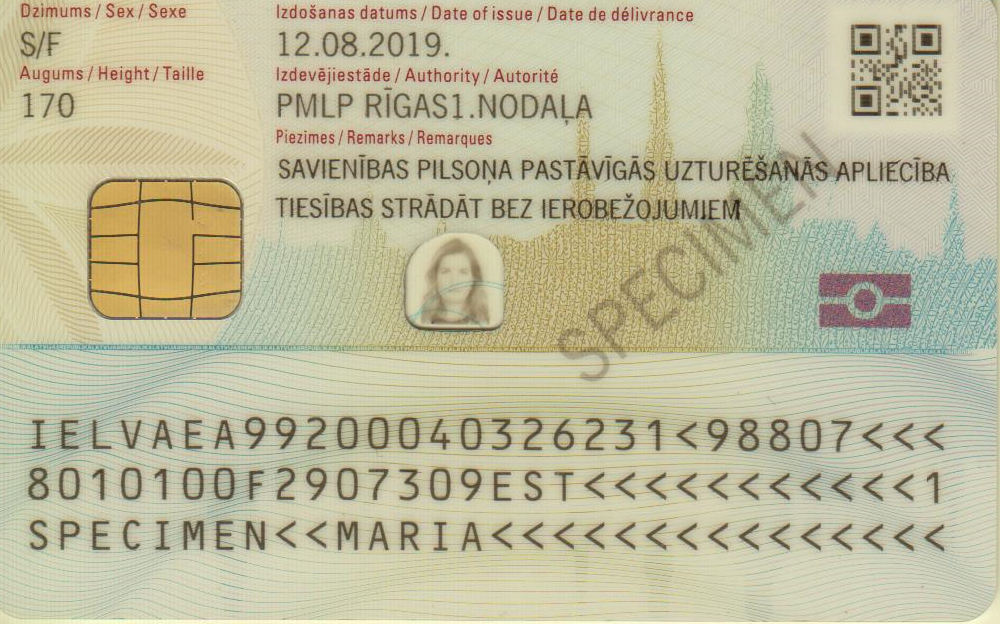 Dzimums / Sex / Sexe
S/F
Augums / Height / Taille
170
Izdošanas datums / Date of issue / Date de délivrance
12.08.2019.
Izdevējiestāde / Authority / Autorité
PMLP RĪGAS1.NODAĻA
Piezīmes / Remarks / Remarques
SAVIENĪBAS PILSOŅA PASTĀVĪGĀS UZTURĒŠANĀS APLIECĪBA
TIESĪBAS STRĀDĀT BEZ IEROBEŽOJUMIEM
SPECIMEN
IELVAEA99200040326231<98807<<<
8010100F2907309EST<<<<<<<<<<<1
SPECIMEN<<MARIA<<<<<<<<<<<<<<<